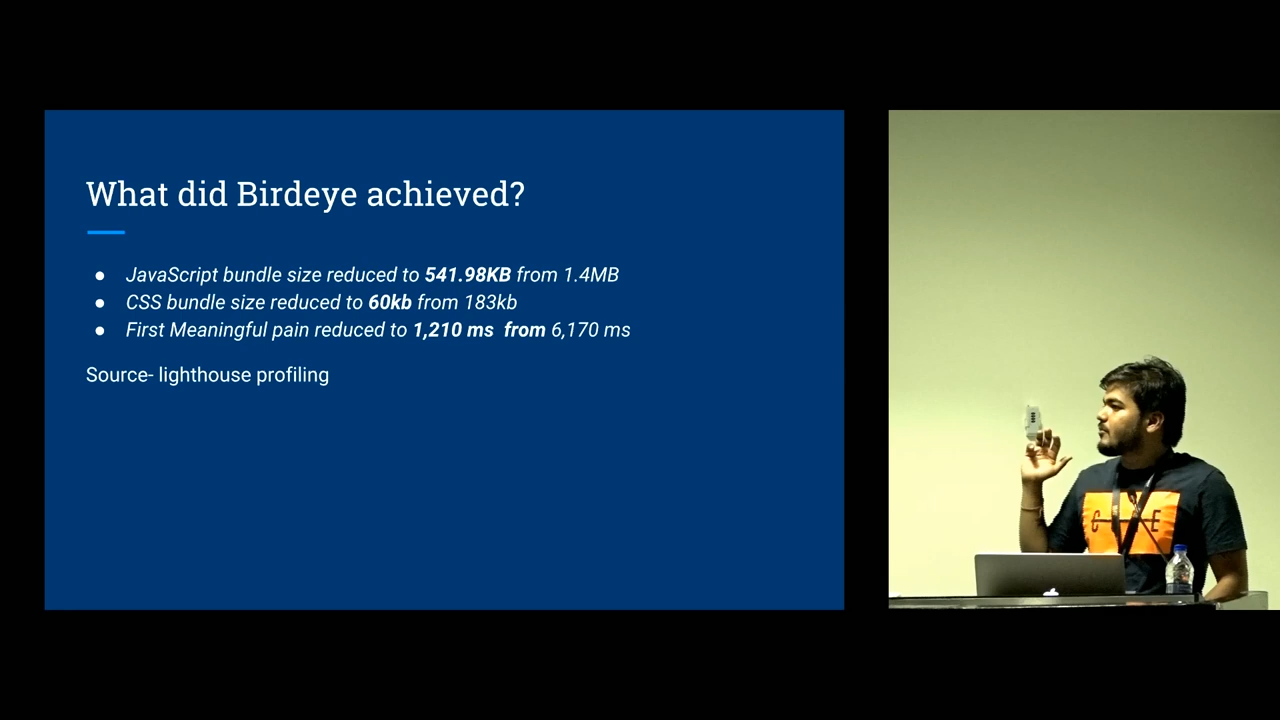 What did Birdeye achieved?
● JavaScript bundle size reduced to 541.98KB from 1.4MB
● CSS bundle size reduced to 60kb from 183kb
● First Meaningful pain reduced to 1,210 ms from 6,170 ms
Source- lighthouse profiling